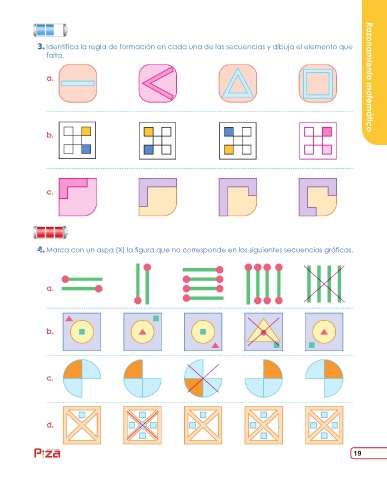 Razonamiento matemático
3. Identifica la regla de formación en cada una de las secuencias y dibuja el elemento que
falta.
a.
b.
c.
4. Marca con un aspa (X) la figura que no corresponde en las siguientes secuencias gráficas.
a.
b.
c.
d.
Pizza
19